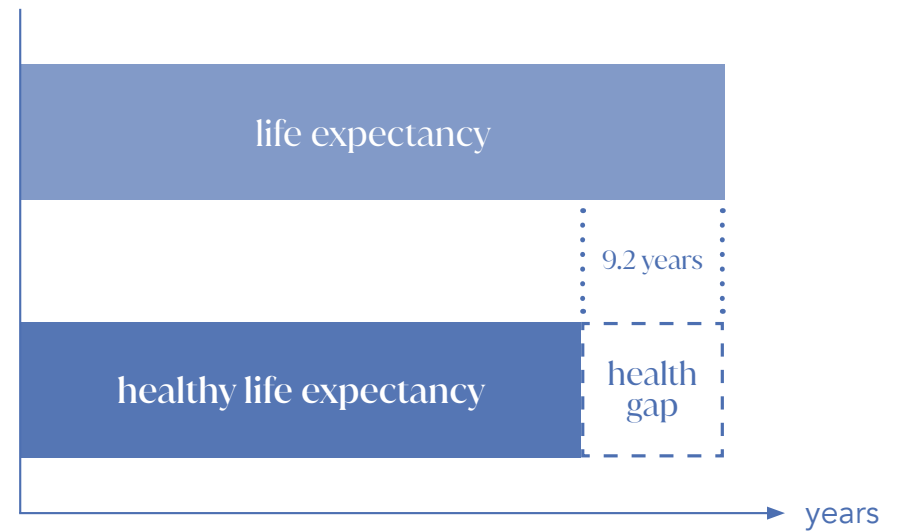 life expectancy
9.2 years
healthy life expectancy
health
gap
years